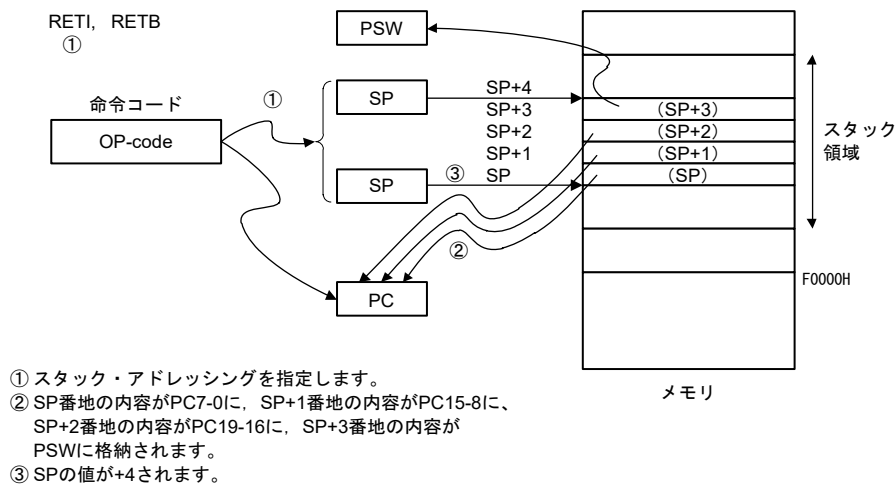 RETI, RETB
①
PSW
命令コード
OP-code
①
SP
SP
SP+4
SP+3
SP+2
SP+1
SP
③
②
PC
(SP+3)
(SP+2)
(SP+1)
(SP)
スタック
領域
F0000H
メモリ
① スタック・アドレッシングを指定します。
② SP番地の内容がPC7-0に，SP+1番地の内容がPC15-8に、
SP+2番地の内容がPC19-16に，SP+3番地の内容が
PSWに格納されます。
③ SPの値が+4されます。